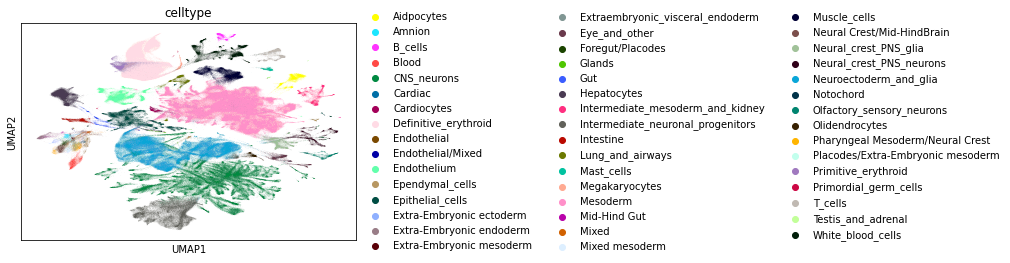 celltype
UMAP2
UMAP1
Aidpocytes
Amnion
B_cells
Blood
CNS_neurons
Cardiac
Cardiocytes
Definitive_erythroid
Endothelial
Endothelial/Mixed
Endothelium
Ependymal_cells
Epithelial_cells
Extra-Embryonic ectoderm
Extra-Embryonic endoderm
Extra-Embryonic mesoderm
Extraembryonic_visceral_endoderm
Eye_and_other
Foregut/Placodes
Glands
Gut
Hepatocytes
Intermediate_mesoderm_and_kidney
Intermediate_neuronal_progenitors
Intestine
Lung_and_airways
Mast_cells
Megakaryocytes
Mesoderm
Mid-Hind Gut
Mixed
Mixed mesoderm
Muscle_cells
Neural Crest/Mid-HindBrain
Neural_crest_PNS_glia
Neural_crest_PNS_neurons
Neuroectoderm_and_glia
Notochord
Olfactory_sensory_neurons
Olidendrocytes
Pharyngeal Mesoderm/Neural Crest
Placodes/Extra-Embryonic mesoderm
Primitive_erythroid
Primordial_germ_cells
T_cells
Testis_and_adrenal
White_blood_cells